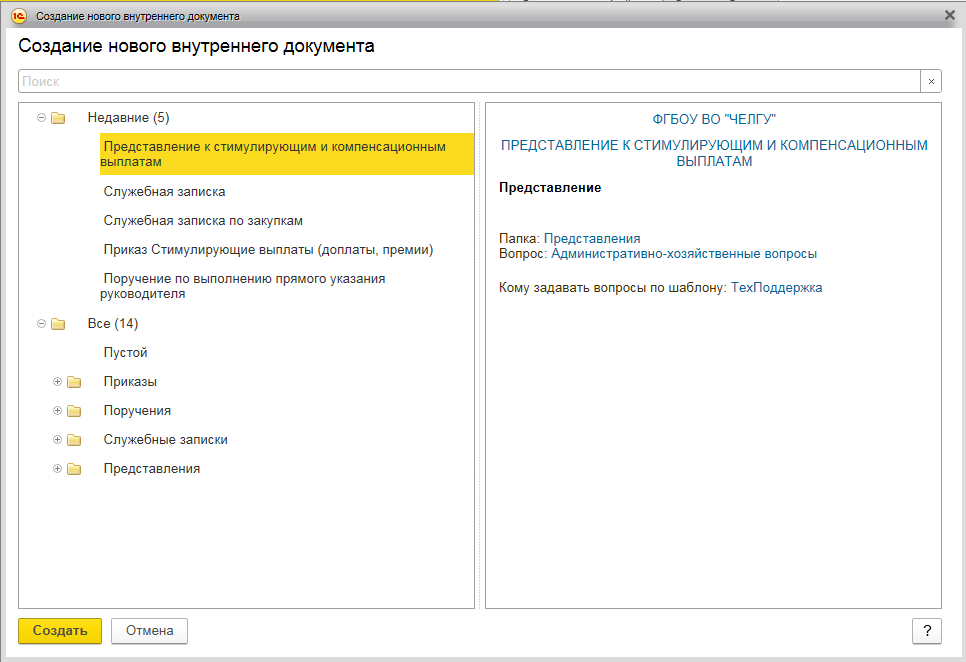 1С Создание нового внутреннего документа
Создание нового внутреннего документа
Поиск
Недавние (5)
Представление к стимулирующим и компенсационным
выплатам
Служебная записка
Служебная записка по закупкам
Приказ Стимулирующие выплаты (доплаты, премии)
Поручение по выполнению прямого указания
руководителя
Все (14)
Пустой
Приказы
Поручения
Служебные записки
Представления
ФГБОУ ВО "ЧЕЛГУ"
ПРЕДСТАВЛЕНИЕ К СТИМУЛИРУЮЩИМ И КОМПЕНСАЦИОННЫМ
ВЫПЛАТАМ
Представление
Папка: Представления
Вопрос: Административно-хозяйственные вопросы
Кому задавать вопросы по шаблону: ТехПоддержка
Создать
Отмена
?